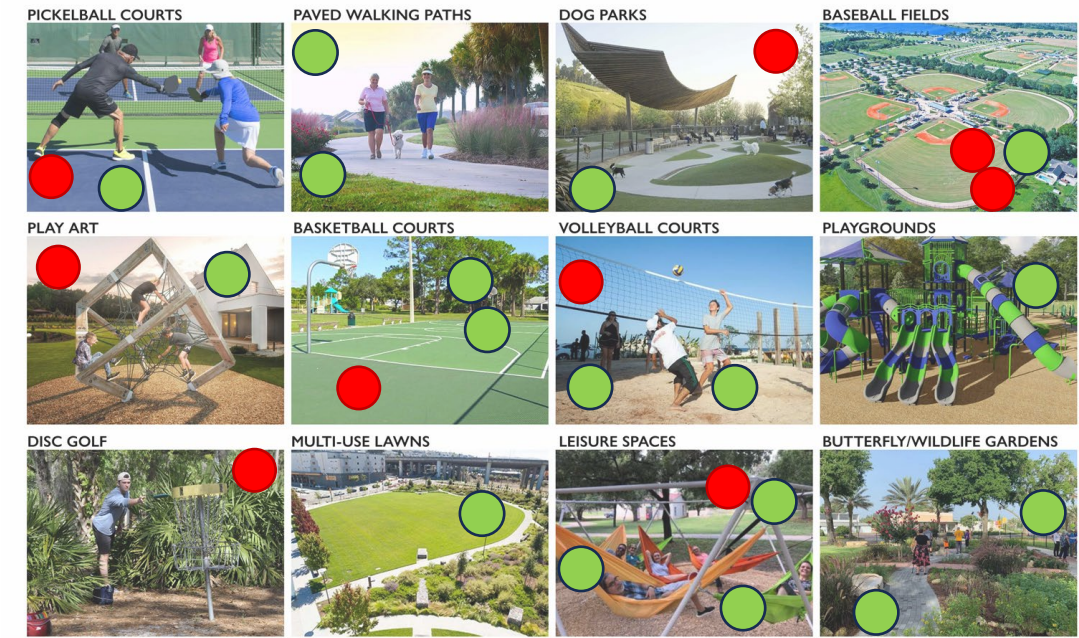 PICKELBALL COURTS
PAVED WALKING PATHS
DOG PARKS
BASEBALL FIELDS
PLAY ART
BASKETBALL COURTS
VOLLEYBALL COURTS
PLAYGROUNDS
DISC GOLF
MULTI-USE LAWNS
LEISURE SPACES
BUTTERFLY/WILDLIFE GARDENS